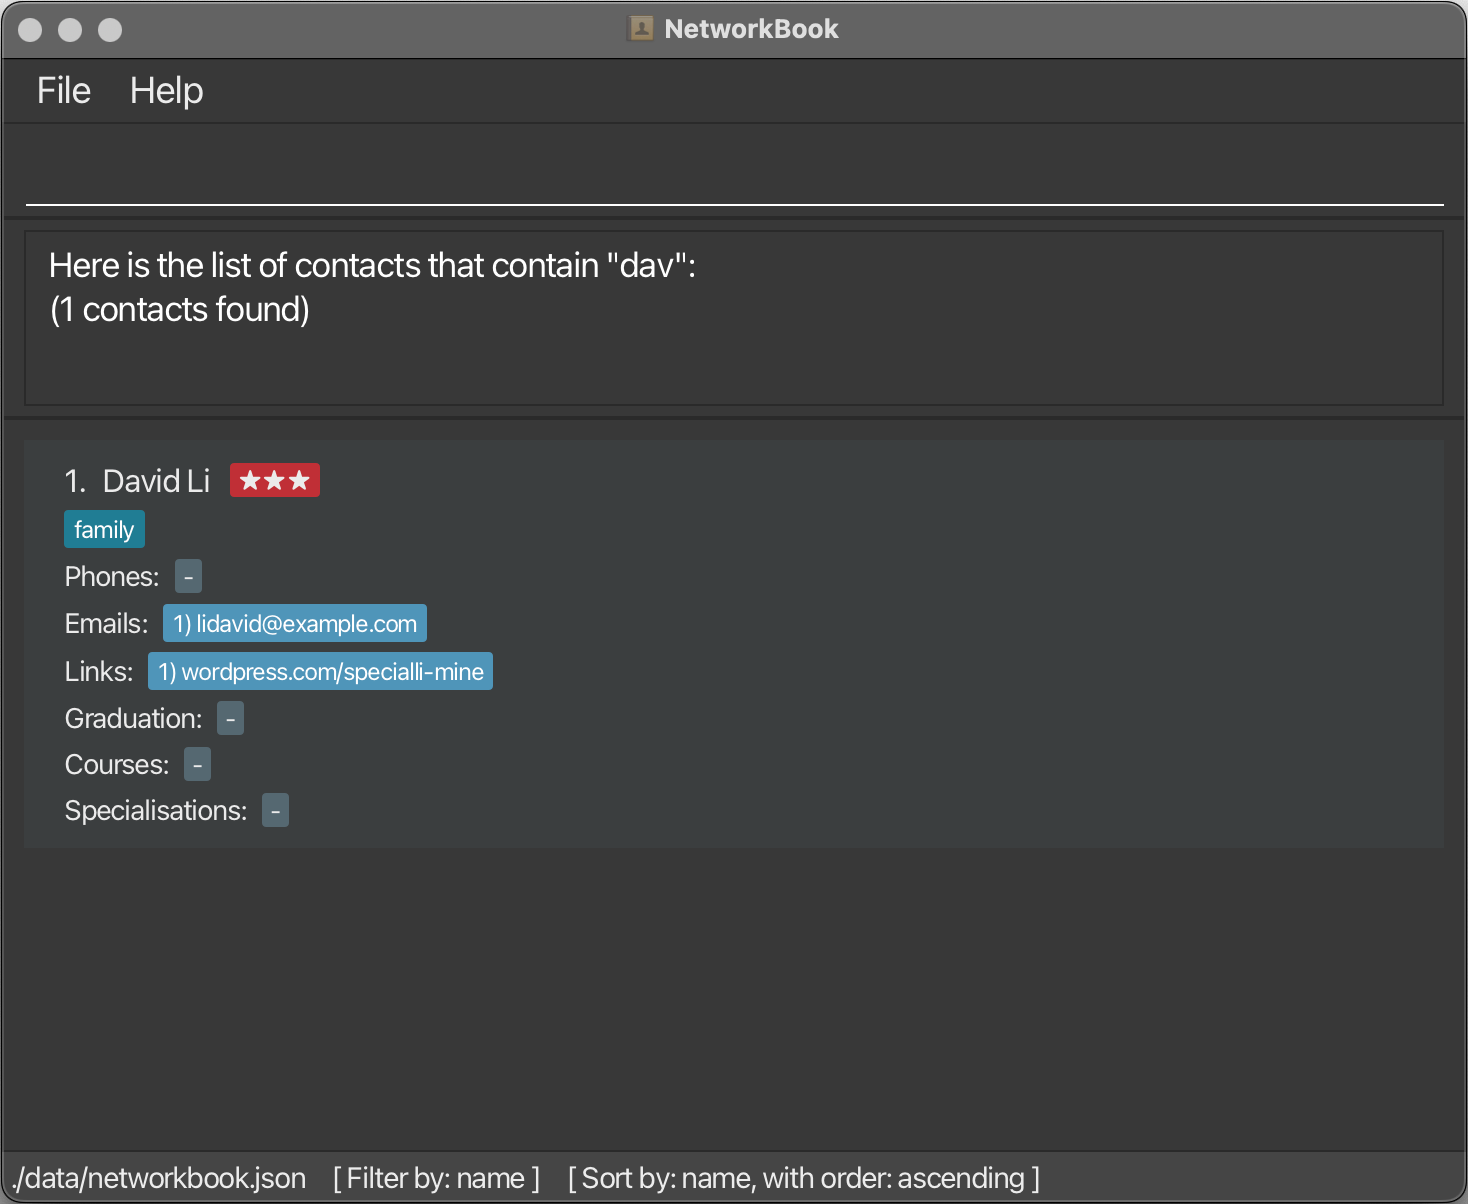 NetworkBook
File Help
Here is the list of contacts that contain "dav":
(1 contacts found)
1. David Li ★★★
family
Phones: -
Emails: 1) lidavid@example.com
Links: 1) wordpress.com/specialli-mine
Graduation: -
Courses: -
Specialisations: -
./data/networkbook.json [ Filter by: name ] [ Sort by: name, with order: ascending ]